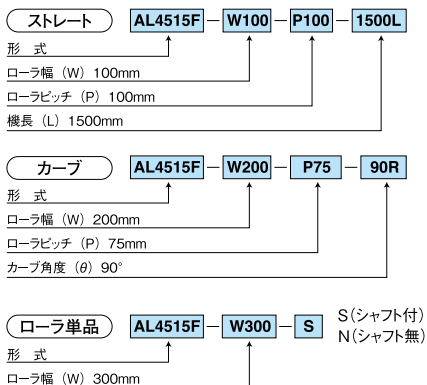 ストレート AL4515F－W100－P100－1500L
形　式
ローラ幅（W）100mm
ローラピッチ（P）100mm
機長（L）1500mm
カーブ AL4515F－W200－P75－90R
形　式
ローラ幅（W）200mm
ローラピッチ（P）75mm
カーブ角度（θ）90°
ローラ単品 AL4515F－W300－S S（シャフト付）
N（シャフト無）
形　式
ローラ幅（W）300mm